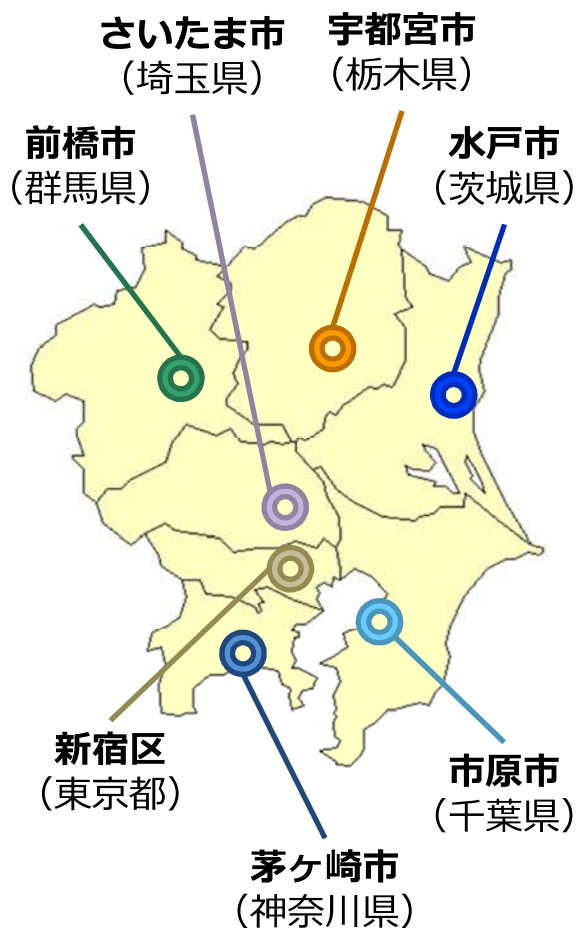 さいたま市
（埼玉県）
宇都宮市
（栃木県）
前橋市
（群馬県）
水戸市
（茨城県）
新宿区
（東京都）
市原市
（千葉県）
茅ヶ崎市
（神奈川県）